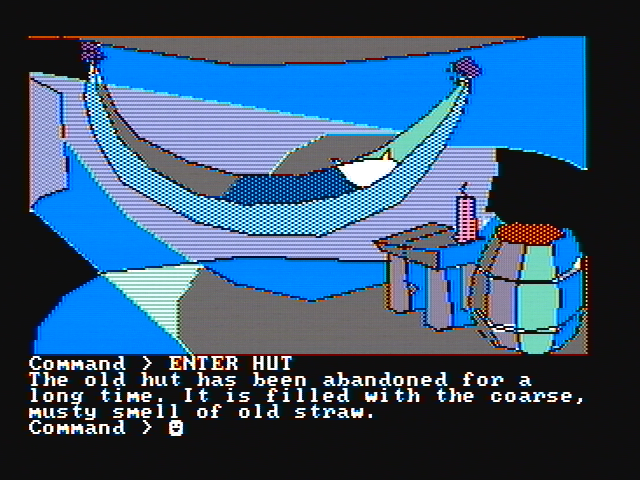 Command > ENTER HUT
The old hut has been abandoned for a
long time. It is filled with the coarse,
musty smell of old straw.
Command >